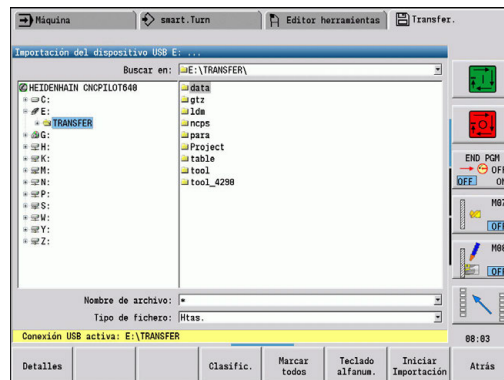 Máquina
smart.Turn
Editor herramientas
Transfer.
Importación del dispositivo USB E: ...
Buscar en: E:\TRANSFER\
HEIDENHAIN CNCPILOT640
C:
E:
TRANSFER
G:
H:
K:
M:
N:
P:
S:
W:
Y:
Z:
data
gtz
ldm
ncps
para
Project
table
tool
tool_4290
Nombre de archivo: *
Tipo de fichero: Htas.
Conexión USB activa: E:\TRANSFER
END PGM
OFF
OFF ON
OFF
OFF
08:03
Detalles
Clasific.
Marcar todos
Teclado alfanum.
Iniciar Importación
Atrás